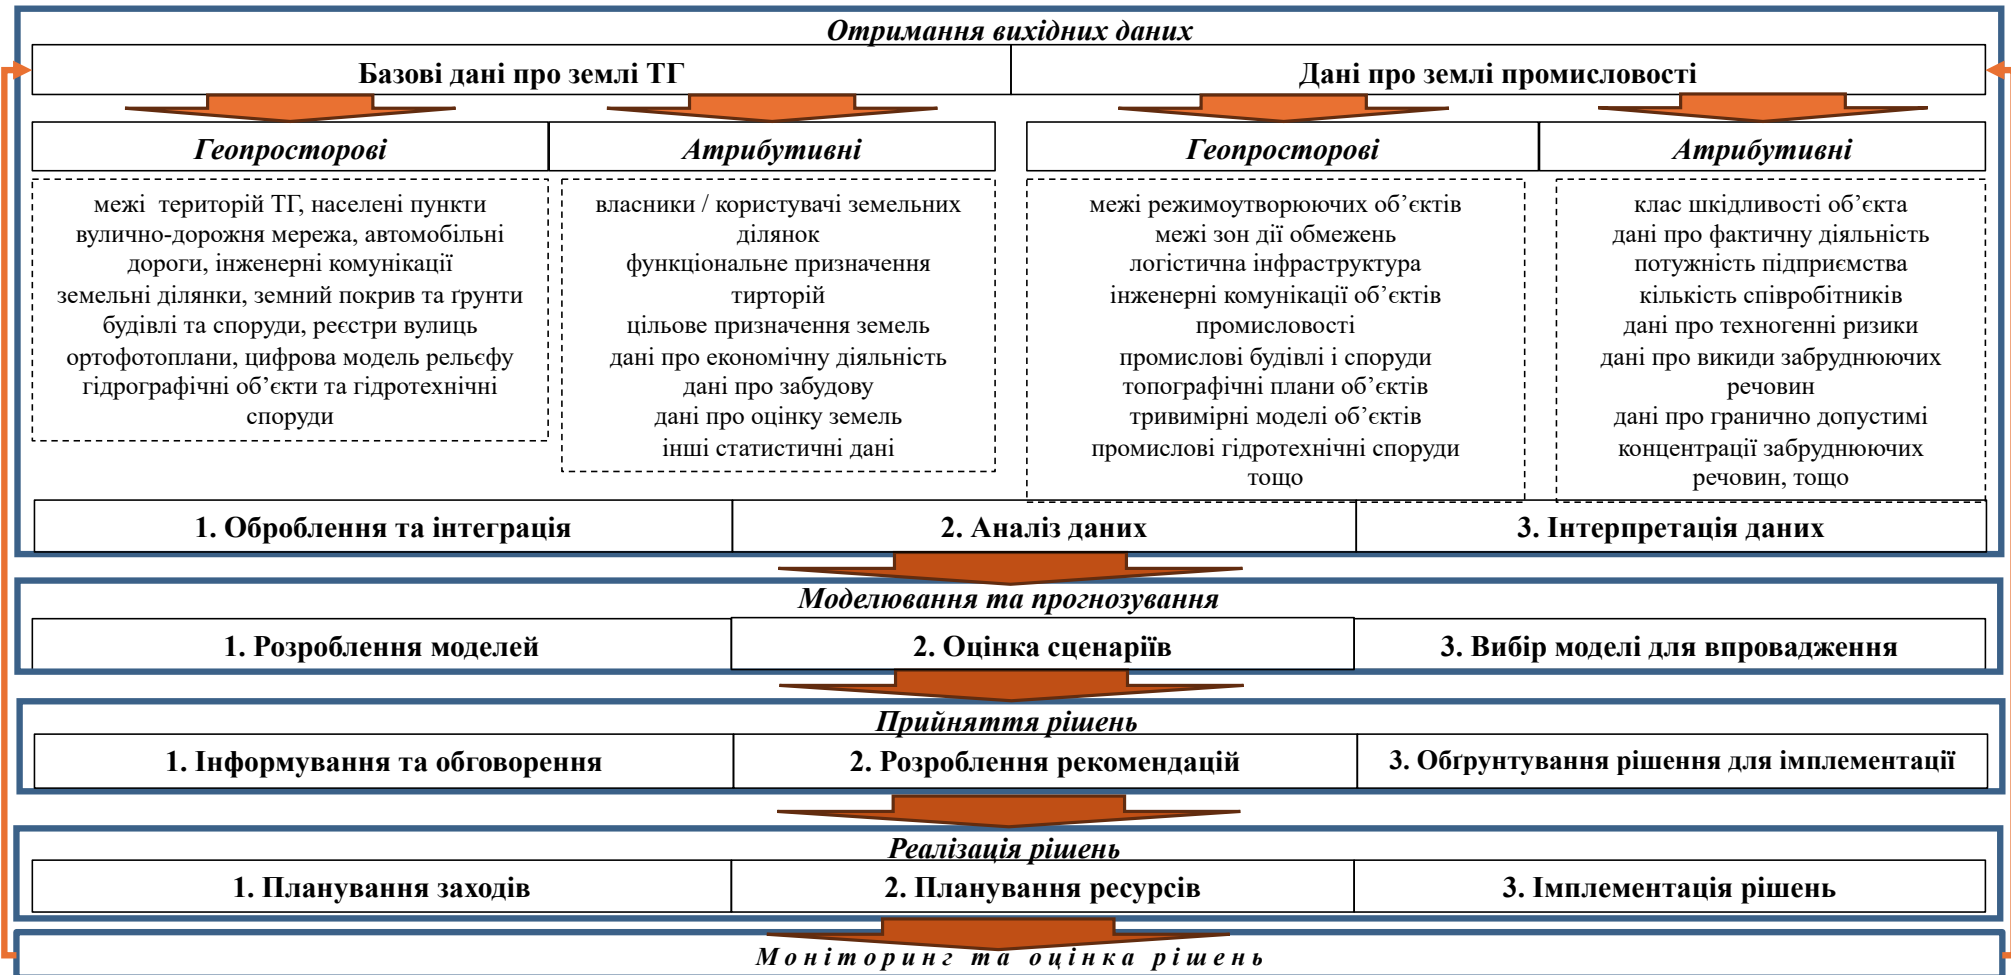 Отримання вихідних даних
Базові дані про землі ТГ
Дані про землі промисловості
Геопросторові
Атрибутивні
Геопросторові
Атрибутивні
межі територій ТГ, населені пункти
вулично-дорожня мережа, автомобільні
дороги, інженерні комунікації
земельні ділянки, земний покрив та ґрунти
будівлі та споруди, реєстри вулиць
ортофотоплани, цифрова модель рельєфу
гідрографічні об’єкти та гідротехнічні
споруди
власники / користувачі земельних
ділянок
функціональне призначення
тирторій
цільове призначення земель
дані про економічну діяльність
дані про забудову
дані про оцінку земель
інші статистичні дані
межі режимоутворюючих об’єктів
межі зон дії обмежень
логістична інфраструктура
інженерні комунікації об’єктів
промисловості
промислові будівлі і споруди
топографічні плани об’єктів
тривимірні моделі об’єктів
промислові гідротехнічні споруди
тощо
клас шкідливості об’єкта
дані про фактичну діяльність
потужність підприємства
кількість співробітників
дані про техногенні ризики
дані про викиди забруднюючих
речовин
дані про гранично допустимі
концентрації забруднюючих
речовин, тощо
1. Оброблення та інтеграція
2. Аналіз даних
3. Інтерпретація даних
Моделювання та прогнозування
1. Розроблення моделей
2. Оцінка сценаріїв
3. Вибір моделі для впровадження
Прийняття рішень
1. Інформування та обговорення
2. Розроблення рекомендацій
3. Обґрунтування рішення для імплементації
Реалізація рішень
1. Планування заходів
2. Планування ресурсів
3. Імплементація рішень
Моніторинг та оцінка рішень